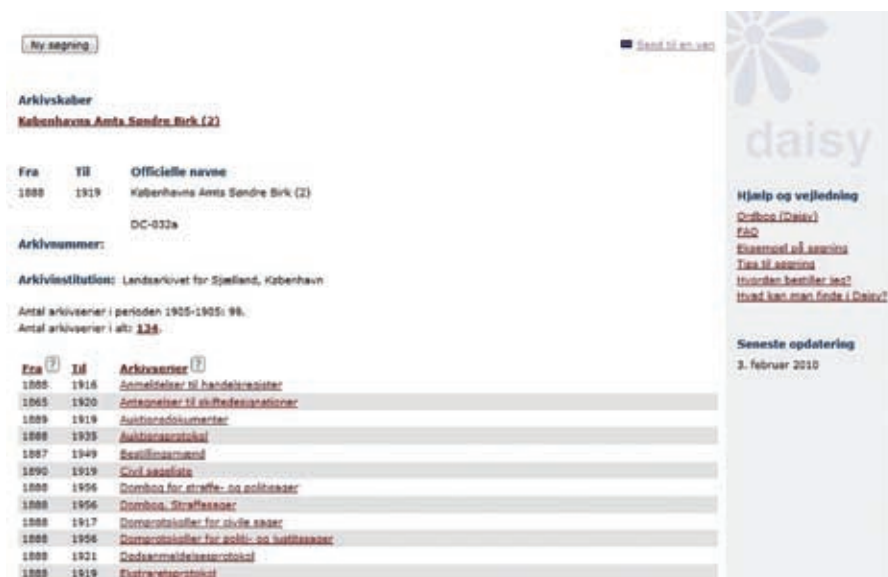 Ny søgning
Send til en ven
Arkivskaber
Københavns Amts Søndre Birk (2)
Fra Til Officielle navne
1888 1919 Københavns Amts Søndre Birk (2)
DC-032a
Arkivnummer:
Arkivinstitution: Landsarkivet for Sjælland, København
Antal arkivserier i perioden 1905-1905: 99.
Antal arkivserier i alt: 134.
Fra ? Til Arkivserier ?
1888 1916 Anmeldelser til handelsregister
1865 1920 Antegnelser til skiftedesignationer
1889 1919 Auktionsdokumenter
1888 1935 Auktionsprotokol
1887 1949 Bestillingsmænd
1890 1919 Civil sagsliste
1888 1956 Dombog for straffe- og politisager
1888 1956 Dombog, Straffesager
1888 1917 Domprotokoller for civile sager
1888 1956 Domprotokoller for politi- og justitssager
1888 1921 Dødsanmeldelsesprotokol
1888 1919 Ekstraretsprotokol
daisy
Hjælp og vejledning
Ordbog (Daisy)
FAQ
Eksempel på søgning
Tips til søgning
Hvordan bestiller jeg?
Hvad kan man finde i Daisy?
Seneste opdatering
3. februar 2010